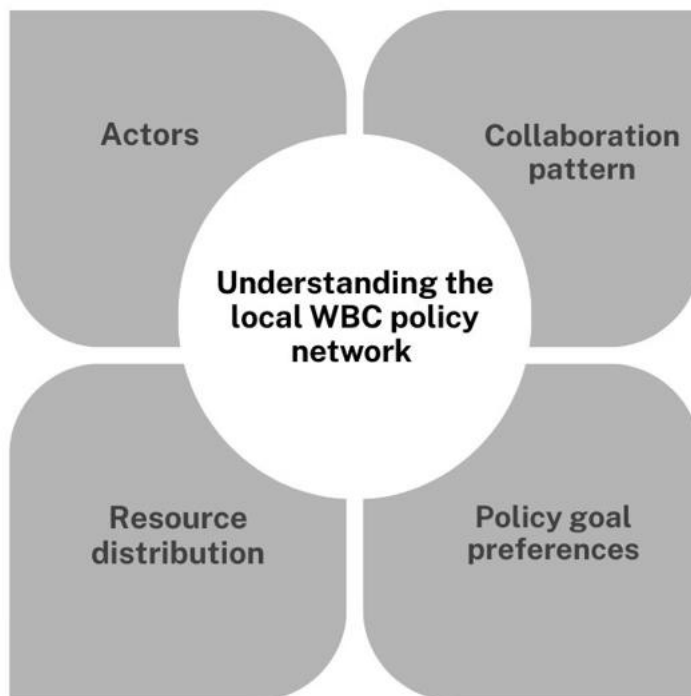 Actors
Collaboration
pattern
Understanding the
local WBC policy
network
Resource
distribution
Policy goal
preferences